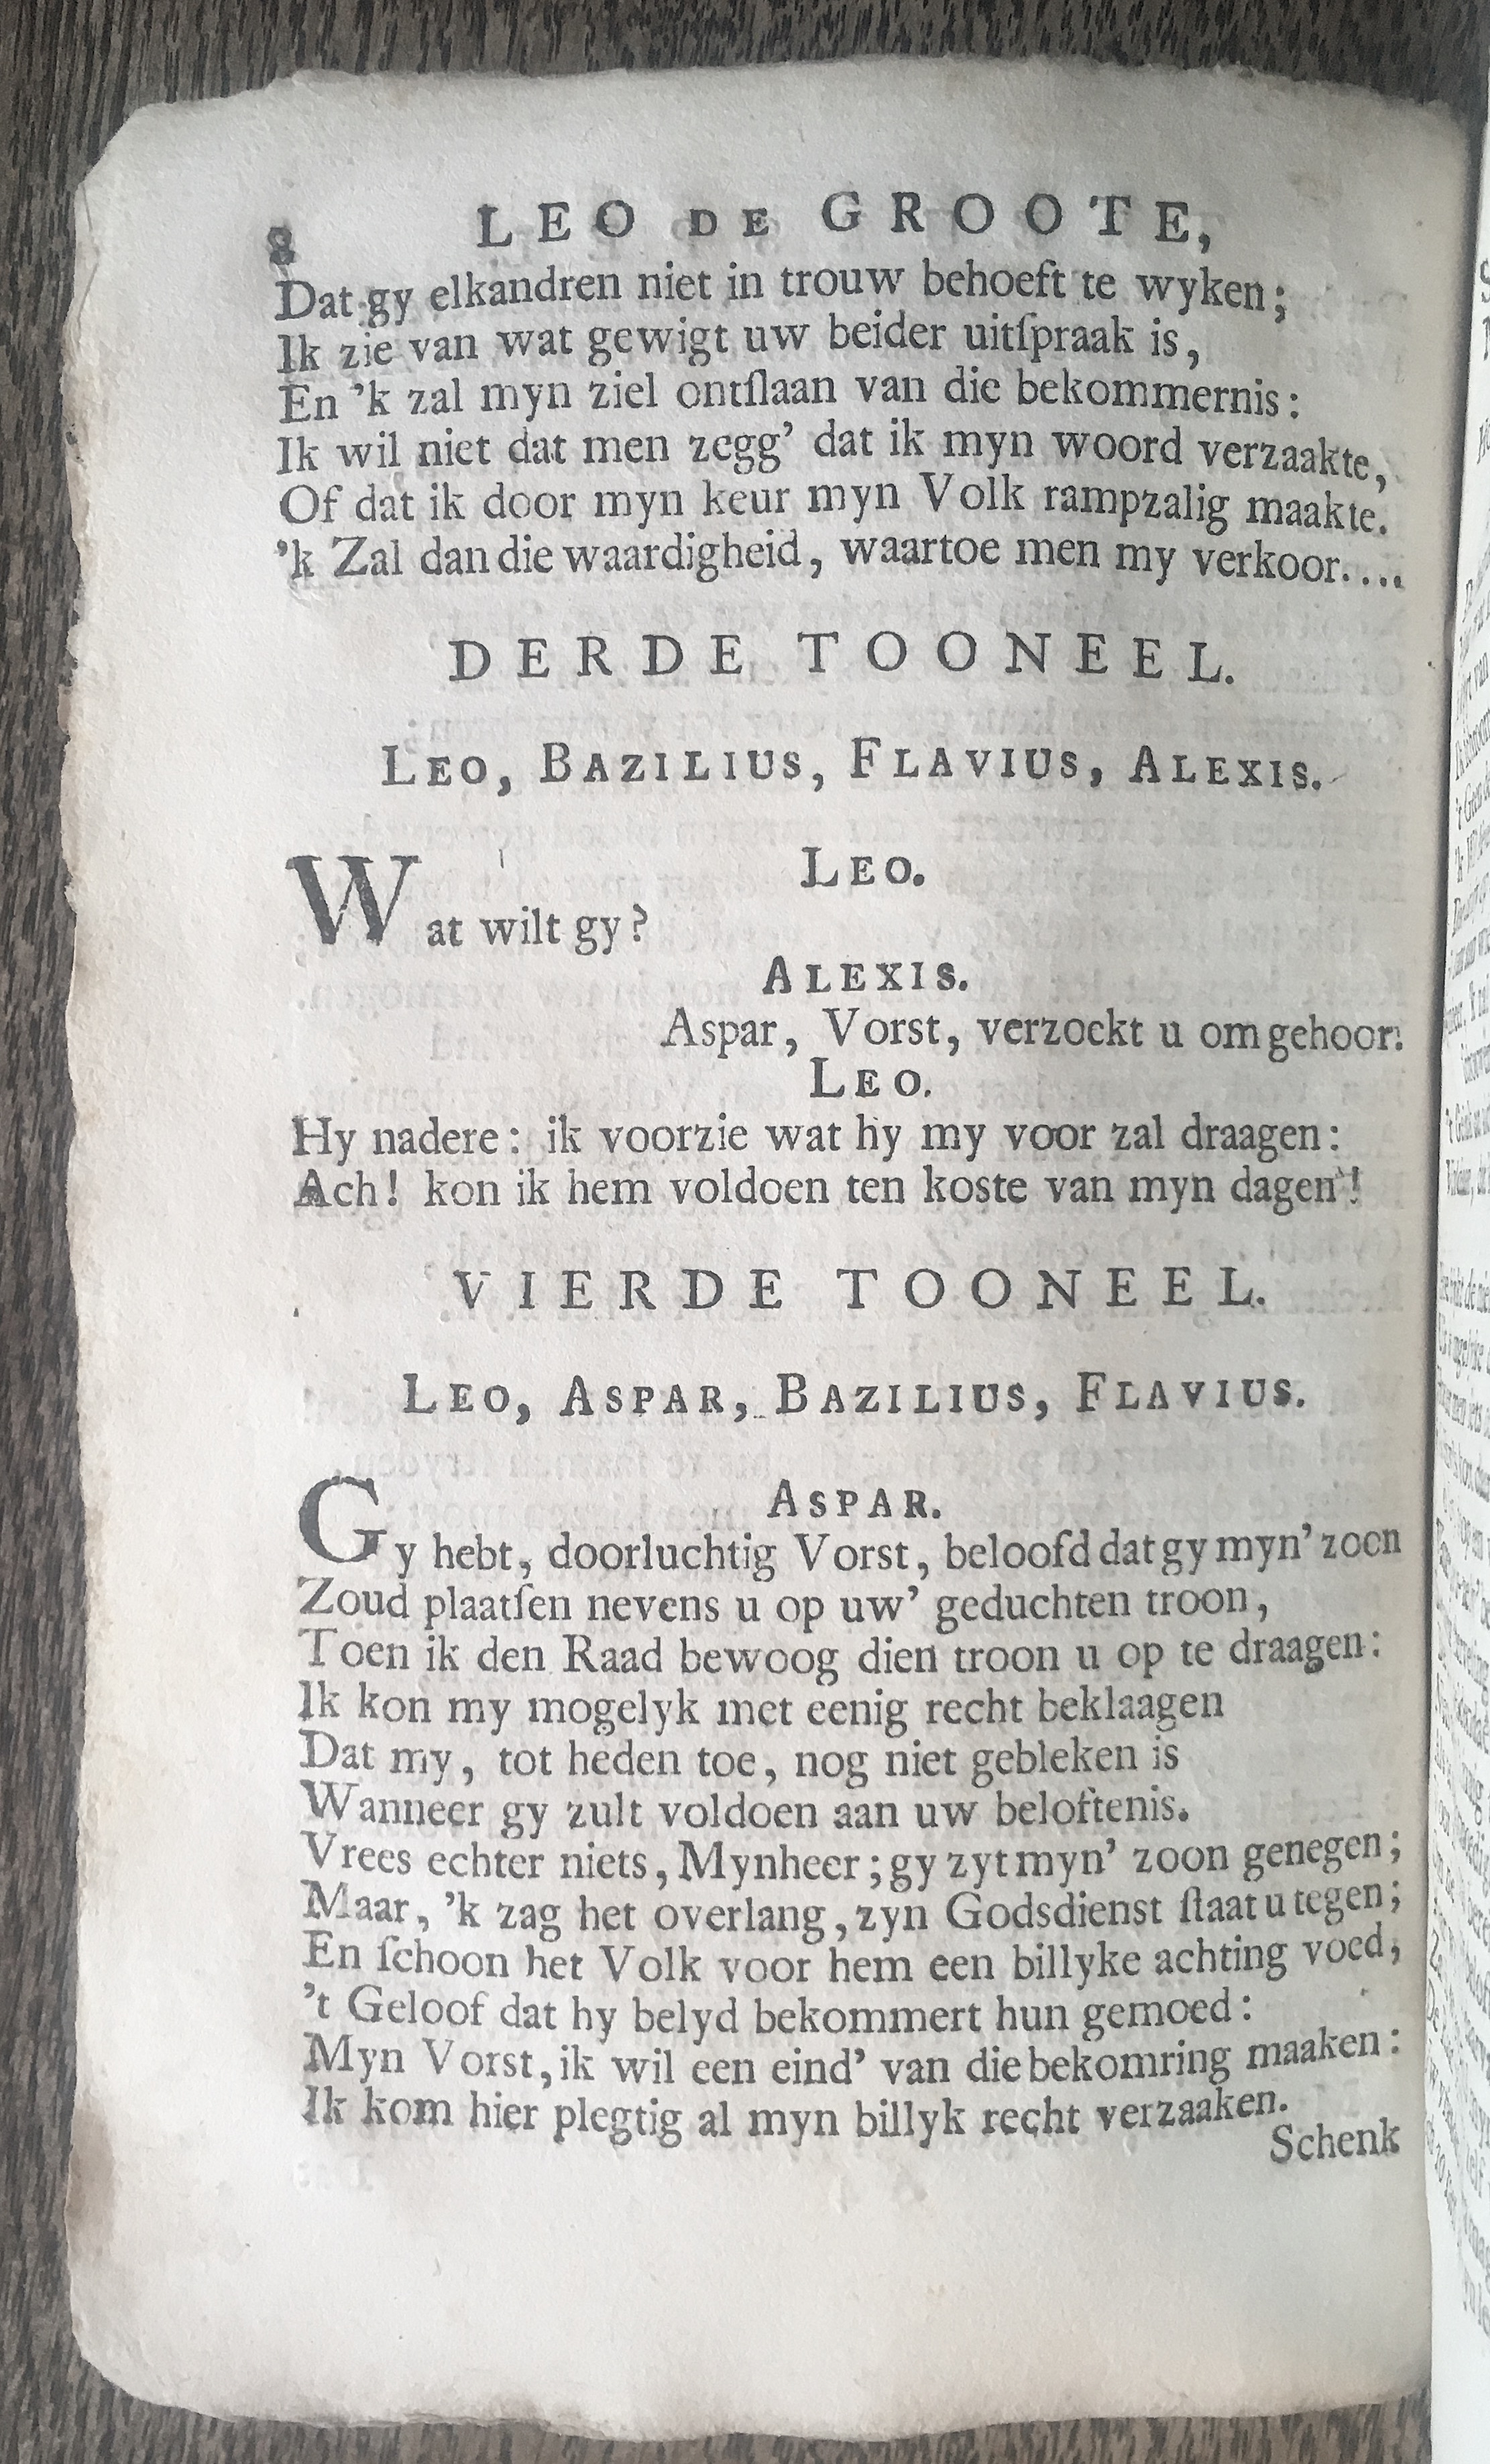 8 LEO DE GROOTE,
Dat gy elkandren niet in trouw behoeft te wyken;
Ik zie van wat gewigt uw beider uitſpraak is,
En 'k zal myn ziel ontſlaan van die bekommernis:
Ik wil niet dat men zegg' dat ik myn woord verzaakte,
Of dat ik door myn keur myn Volk rampzalig maakte.
'k Zal dan die waardigheid, waartoe men my verkoor....
DERDE TOONEEL.
LEO, BAZILIUS, FLAVIUS, ALEXIS.
LEO.
Wat wilt gy?
ALEXIS.
Aspar, Vorst, verzoekt u om gehoor.
LEO.
Hy nadere: ik voorzie wat hy my voor zal draagen:
Ach! kon ik hem voldoen ten koste van myn dagen!
VIERDE TOONEEL.
LEO, ASPAR, BAZILIUS, FLAVIUS.
ASPAR.
Gy hebt, doorluchtig Vorst, beloofd dat gy myn' zoon
Zoud plaatſen nevens u op uw' geduchten troon,
Toen ik den Raad bewoog dien troon u op te draagen:
Ik kon my mogelyk met eenig recht beklaagen
Dat my, tot heden toe, nog niet gebleken is
Wanneer gy zult voldoen aan uw beloftenis.
Vrees echter niets, Mynheer; gy zyt myn' zoon genegen;
Maar, 'k zag het overlang, zyn Godsdienst ſtaat u tegen;
En ſchoon het Volk voor hem een billyke achting voed,
't Geloof dat hy belyd bekommert hun gemoed:
Myn Vorst, ik wil een eind' van die bekomring maaken:
Ik kom hier plegtig al myn billyk recht verzaaken.
Schenk